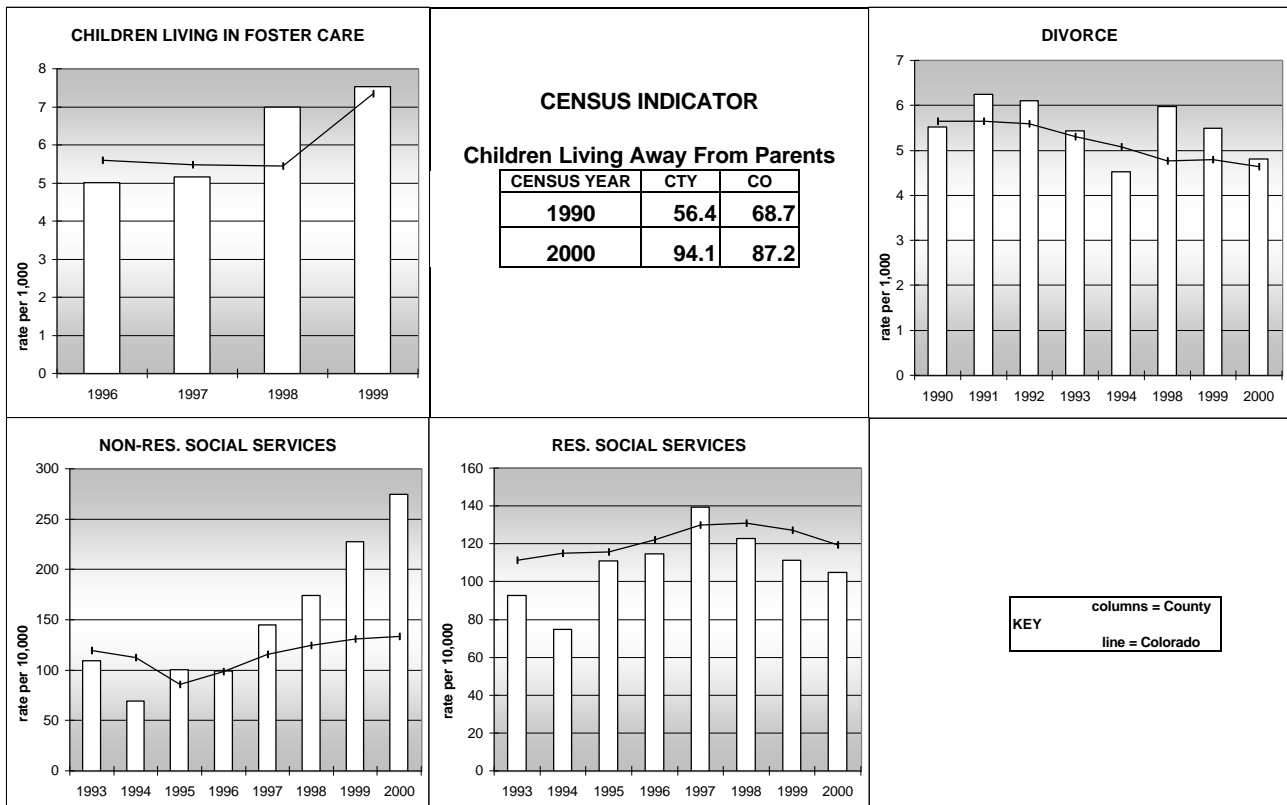 CHILDREN LIVING IN FOSTER CARE
8
7
6
5
4
3
2
1
0
rate per 1,000
1996 1997 1998 1999
CENSUS INDICATOR
Children Living Away From Parents
CENSUS YEAR CTY CO
1990 56.4 68.7
2000 94.1 87.2
DIVORCE
7
6
5
4
3
2
1
0
rate per 1,000
1990 1991 1992 1993 1994 1998 1999 2000
NON-RES. SOCIAL SERVICES
300
250
200
150
100
50
0
rate per 10,000
1993 1994 1995 1996 1997 1998 1999 2000
RES. SOCIAL SERVICES
160
140
120
100
80
60
40
20
0
rate per 10,000
1993 1994 1995 1996 1997 1998 1999 2000
columns = County
KEY
line = Colorado